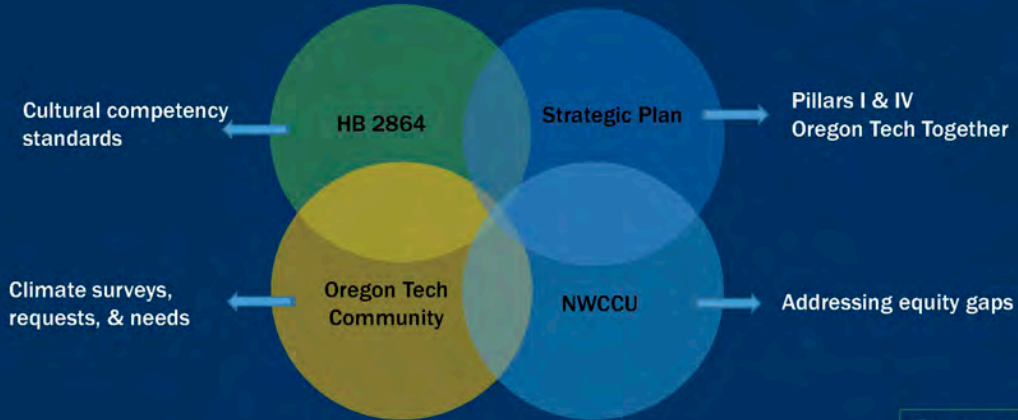 Cultural competency
standards
HB 2864
Strategic Plan
Pillars I & IV
Oregon Tech Together
Climate surveys,
requests, & needs
Oregon Tech
Community
NWCCU
Addressing equity gaps